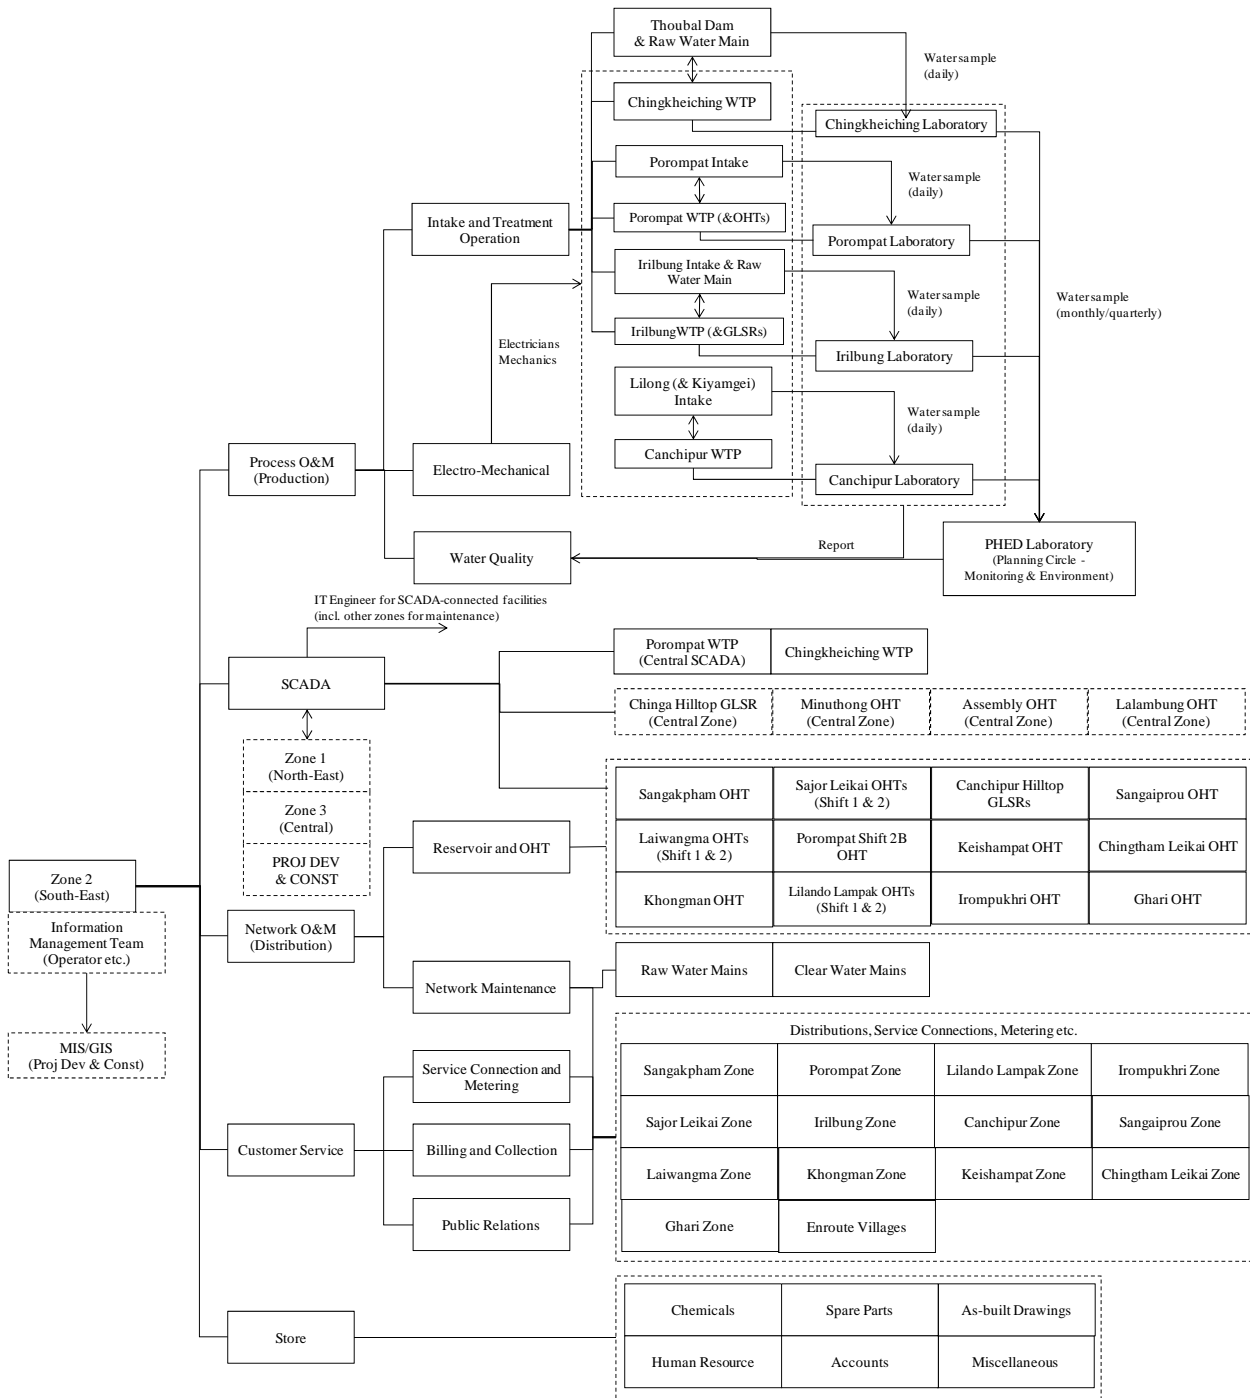 Thoubal Dam
& Raw Water Main
Water sample
(daily)
Chingkheiching WTP
Chingkheiching Laboratory
Porompat Intake
Water sample
(daily)
Porompat WTP (&OHTs)
Intake and Treatment
Operation
Porompat Laboratory
Irilbung Intake & Raw
Water Main
Water sample
(daily)
Water sample
(monthly/quarterly)
IrilbungWTP (&GLSRs)
Electricians
Mechanics
Irilbung Laboratory
Lilong (& Kiyamgei)
Intake
Water sample
(daily)
Canchipur WTP
Process O&M
(Production)
Electro-Mechanical
Canchipur Laboratory
Water Quality
Report
PHED Laboratory
(Planning Circle -
Monitoring & Environment)
IT Engineer for SCADA-connected facilities
(incl. other zones for maintenance)
SCADA
Porompat WTP
(Central SCADA)
Chingkheiching WTP
Chinga Hilltop GLSR
(Central Zone)
Minuthong OHT
(Central Zone)
Assembly OHT
(Central Zone)
Lalambung OHT
(Central Zone)
Zone 1
(North-East)
Zone 3
(Central)
PROJ DEV
& CONST
Sangakpham OHT
Sajor Leikai OHTs
(Shift 1 & 2)
Canchipur Hilltop
GLSRs
Sangaiprou OHT
Reservoir and OHT
Laiwangma OHTs
(Shift 1 & 2)
Porompat Shift 2B
OHT
Keishampat OHT
Chingtham Leikai OHT
Khongman OHT
Lilando Lampak OHTs
(Shift 1 & 2)
Irompukhri OHT
Ghari OHT
Zone 2
(South-East)
Information
Management Team
(Operator etc.)
MIS/GIS
(Proj Dev & Const)
Network O&M
(Distribution)
Network Maintenance
Raw Water Mains
Clear Water Mains
Distributions, Service Connections, Metering etc.
Service Connection and
Metering
Sangakpham Zone
Porompat Zone
Lilando Lampak Zone
Irompukhri Zone
Customer Service
Billing and Collection
Sajor Leikai Zone
Irilbung Zone
Canchipur Zone
Sangaiprou Zone
Laiwangma Zone
Khongman Zone
Keishampat Zone
Chingtham Leikai Zone
Public Relations
Ghari Zone
Enroute Villages
Store
Chemicals
Spare Parts
As-built Drawings
Human Resource
Accounts
Miscellaneous